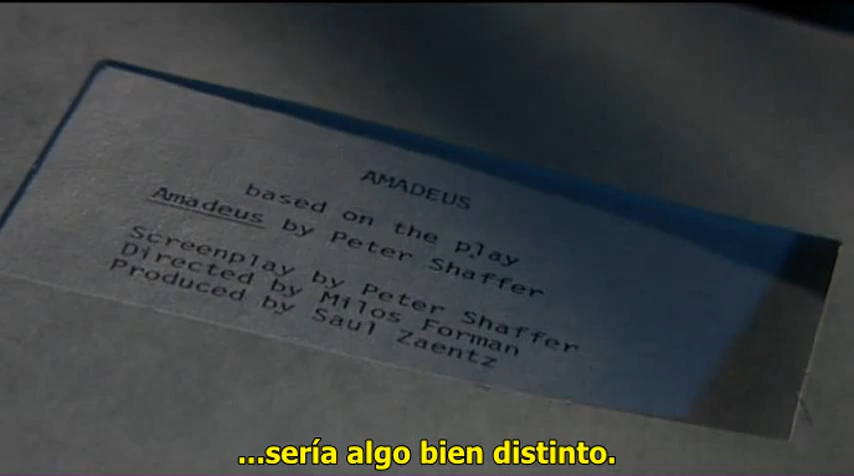 AMADEUS
based on the play
Amadeus by Peter Shaffer
Screenplay by Peter Shaffer
Directed by Milos Forman
Produced by Saul Zaentz
...sería algo bien distinto.